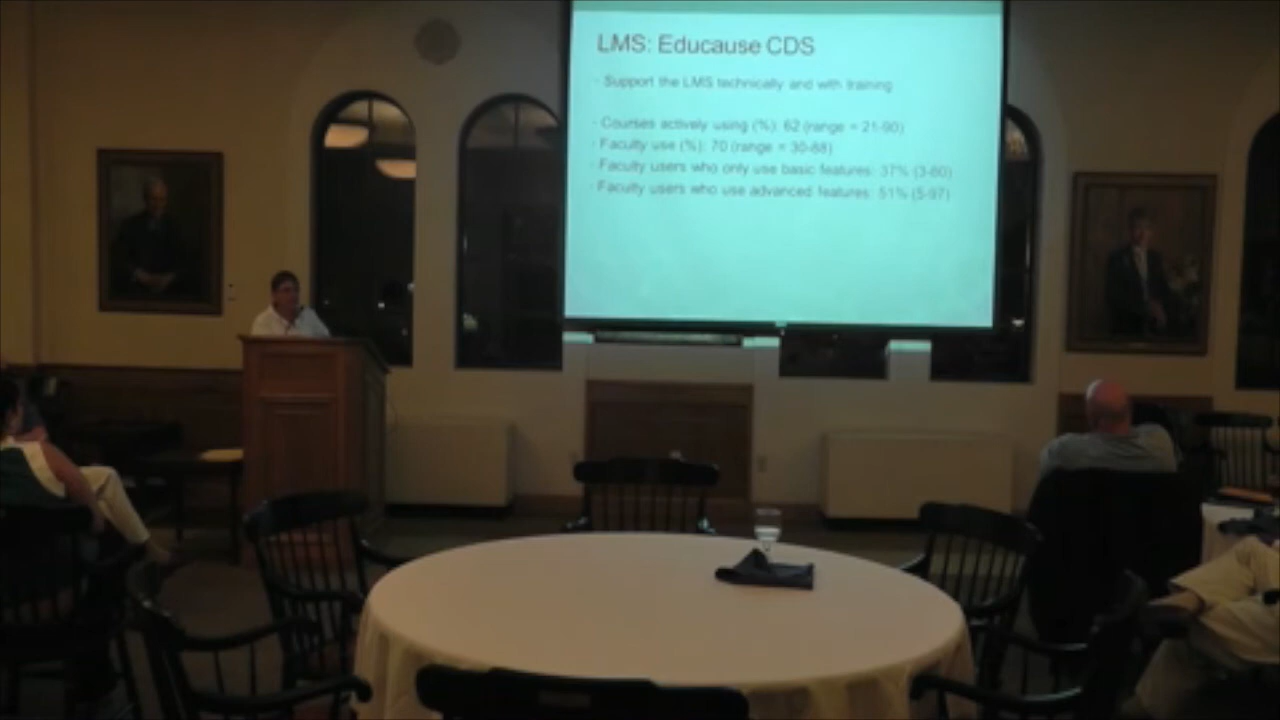 LMS: Educause CDS
- Support the LMS technically and with training
- Courses actively using (%): 62 (range = 21-90)
- Faculty use (%): 70 (range = 30-88)
- Faculty users who only use basic features: 37% (3-80)
- Faculty users who use advanced features: 51% (5-97)